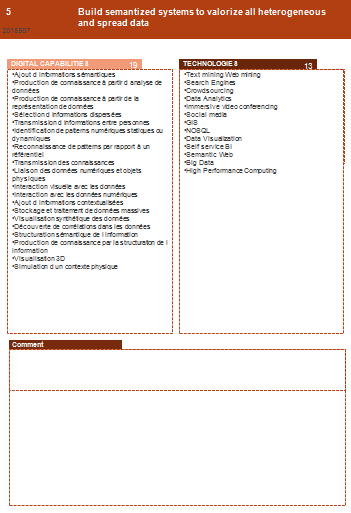 5
Build semantized systems to valorize all heterogeneous
and spread data
DIGITAL CAPABILITIE S
19
•Ajout d informations sémantiques
•Production de connaissance à partir d analyse de
données
•Production de connaissance à partir de la
représentation de données
•Sélection d informations dispersées
•Transmission d informations entre personnes
•Identification de patterns numériques statiques ou
dynamiques
•Reconnaissance de patterns par rapport à un
référentiel
•Transmission des connaissances
•Liaison des données numériques et objets
physiques
•Interaction visuelle avec les données
•Interaction avec les données numériques
•Ajout d informations contextualisées
•Stockage et traitement de données massives
•Visualisation synthétique des données
•Découverte de corrélations dans les données
•Structuration sémantique de l information
•Production de connaissance par la structuration de l
information
•Visualisation 3D
•Simulation d un contexte physique
TECHNOLOGIE S
13
•Text mining Web mining
•Search Engines
•Crowdsourcing
•Data Analytics
•Immersive video conferencing
•Social media
•GIS
•NOSQL
•Data Visualization
•Self service BI
•Semantic Web
•Big Data
•High Performance Computing
Comment